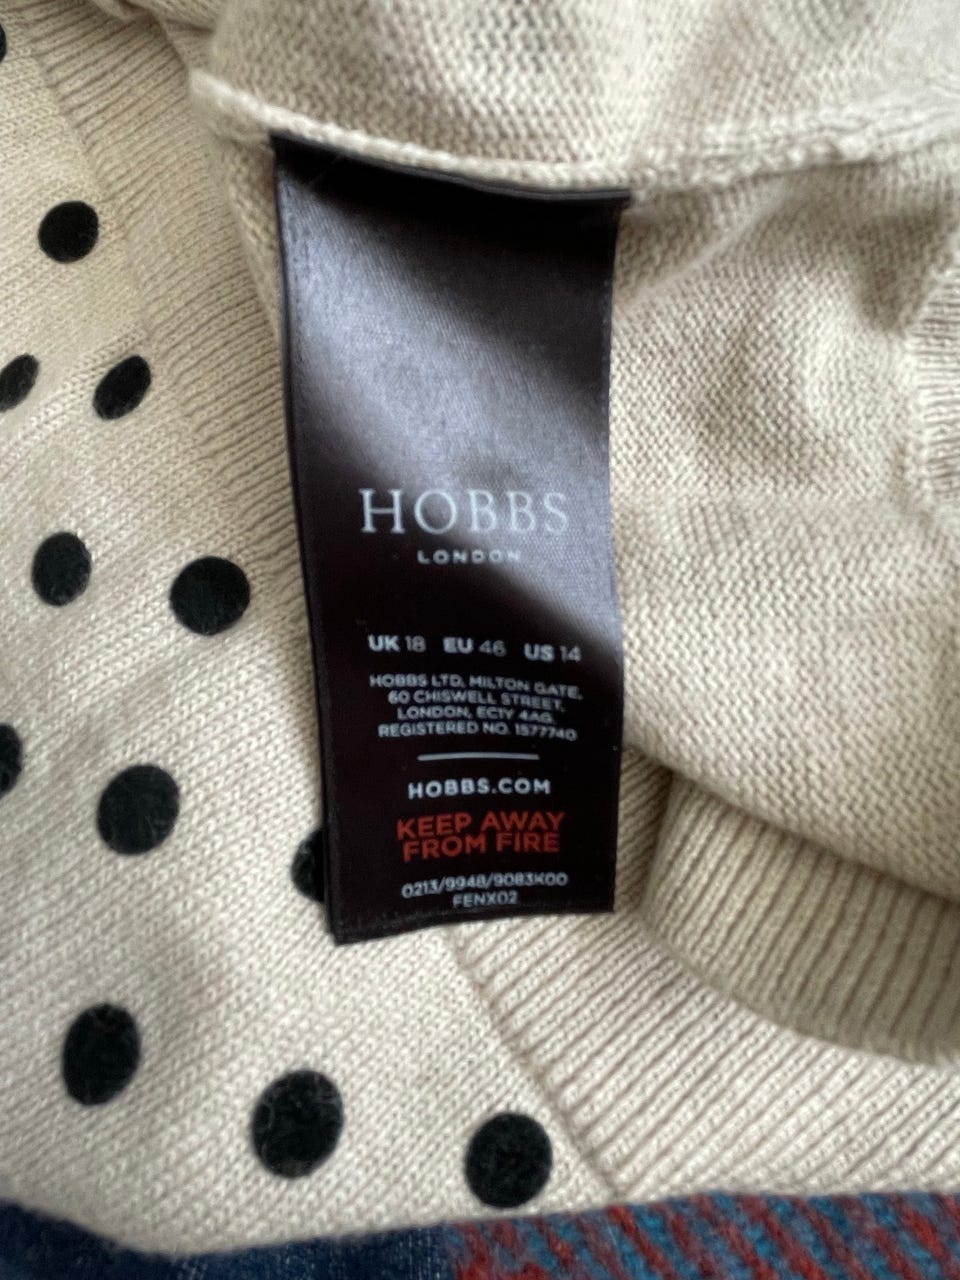 HOBBS
LONDON
UK 18 EU 46 US 14
HOBBS LTD, MILTON GATE,
60 CHISWELL STREET,
LONDON, EC1Y 4AG,
REGISTERED NO. 1577740
HOBBS.COM
KEEP AWAY
FROM FIRE
0213/9948/9083K00
FENX02